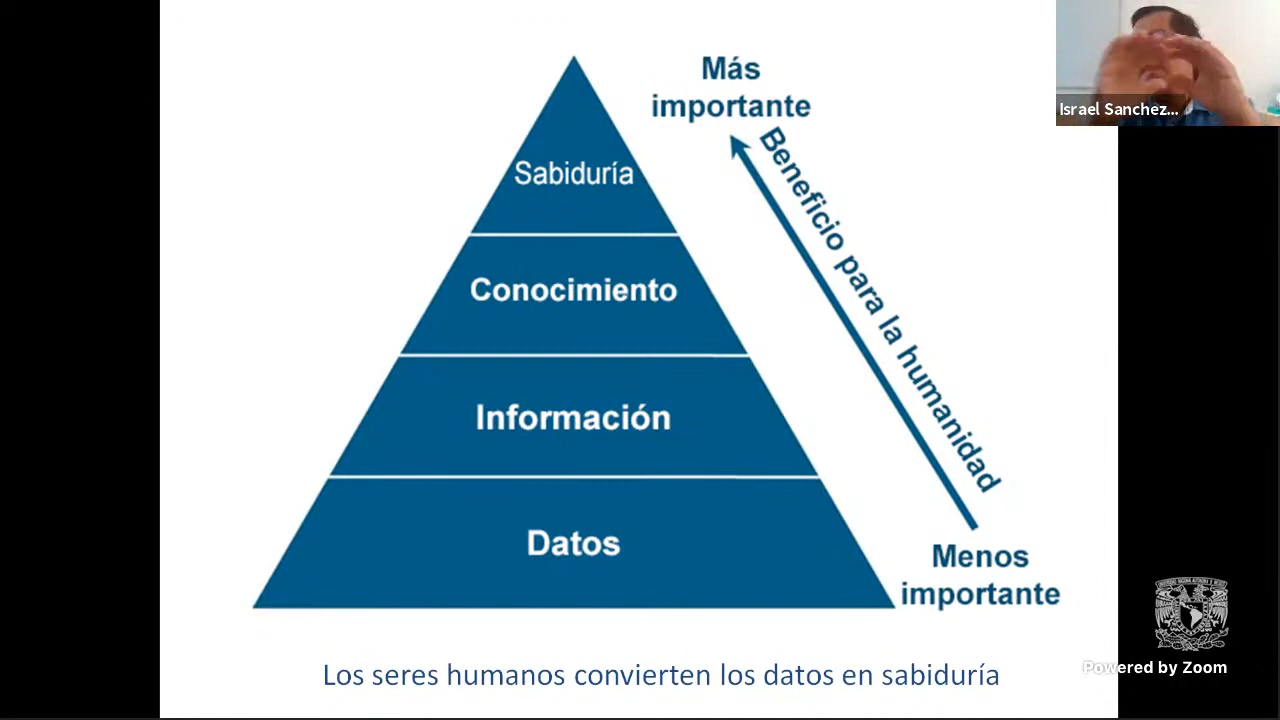 Más
importante
Sabiduría
Conocimiento
Información
Datos
Beneficio para la humanidad
Menos
importante
Los seres humanos convierten los datos en sabiduría
Israel Sanchez...
Powered by Zoom